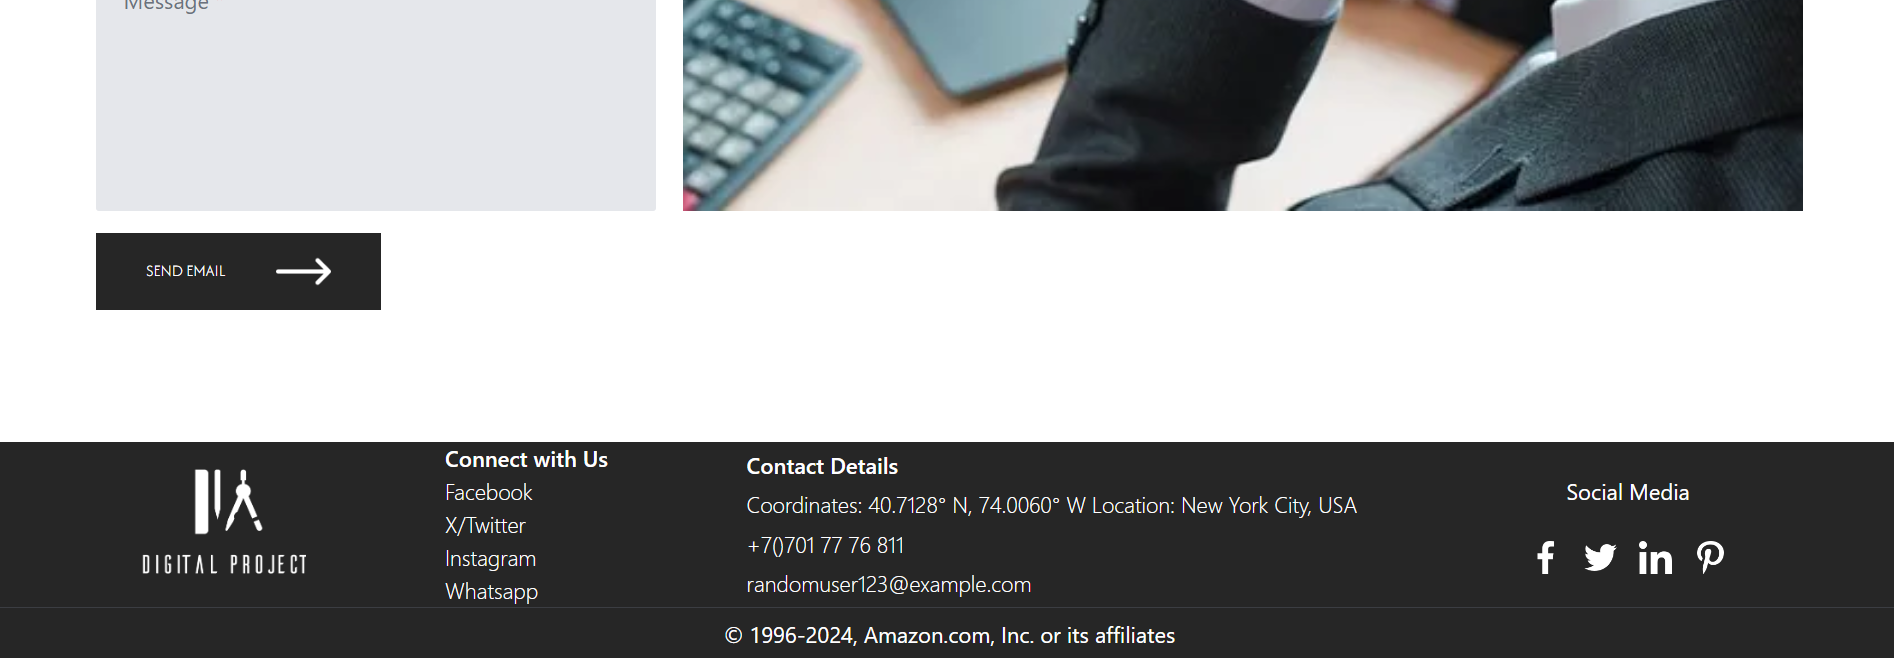 Message
SEND EMAIL
DIGITAL PROJECT
Connect with Us
Facebook
X/Twitter
Instagram
Whatsapp
Contact Details
Coordinates: 40.7128° N, 74.0060° W Location: New York City, USA
+7()701 77 76 811
randomuser123@example.com
Social Media
© 1996-2024, Amazon.com, Inc. or its affiliates